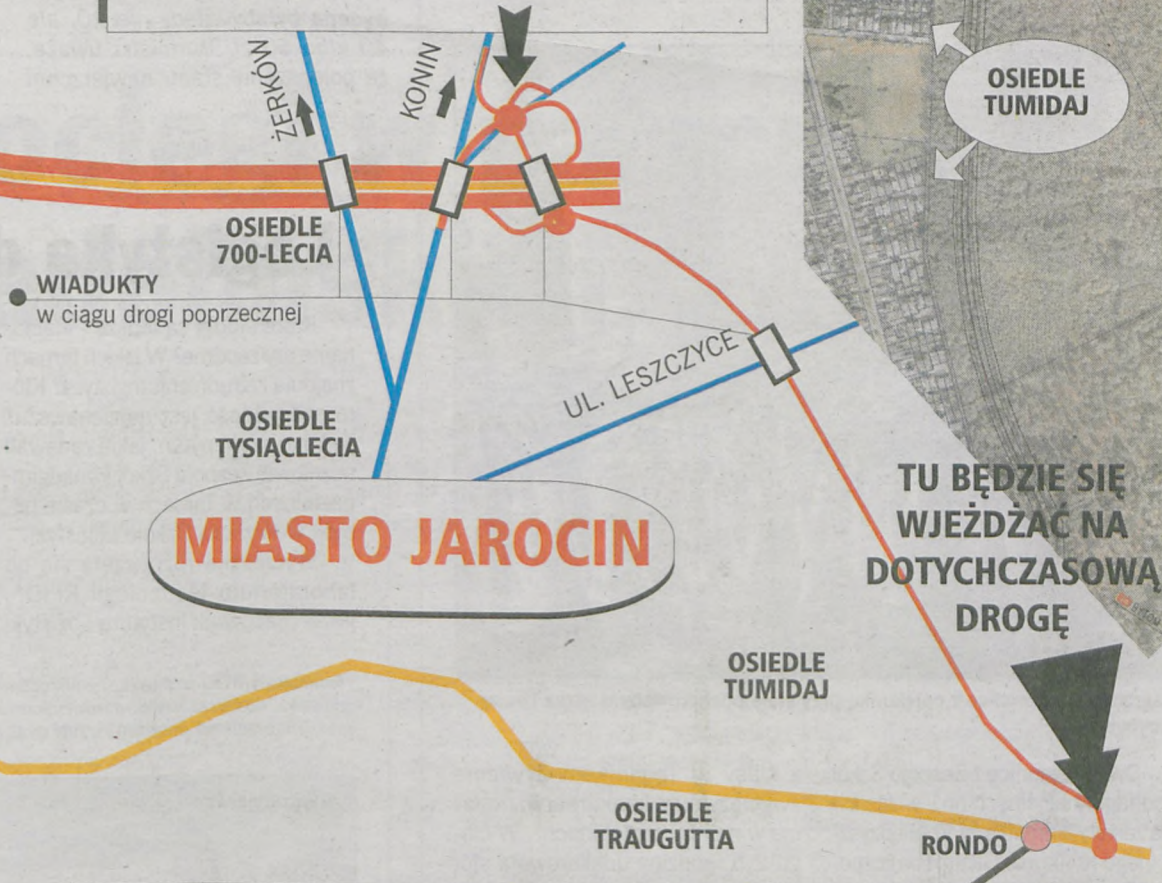 ŻERKÓW
KONIN
OSIEDLE
TUMIDAJ
OSIEDLE
700-LECIA
WIADUKTY
w ciągu drogi poprzecznej
UL. LESZCZYCE
OSIEDLE
TYSIĄCLECIA
MIASTO JAROCIN
TU BĘDZIE SIĘ
WJEŻDŻAĆ NA
DOTYCHCZASOWĄ
DROGĘ
OSIEDLE
TUMIDAJ
OSIEDLE
TRAUGUTTA
RONDO